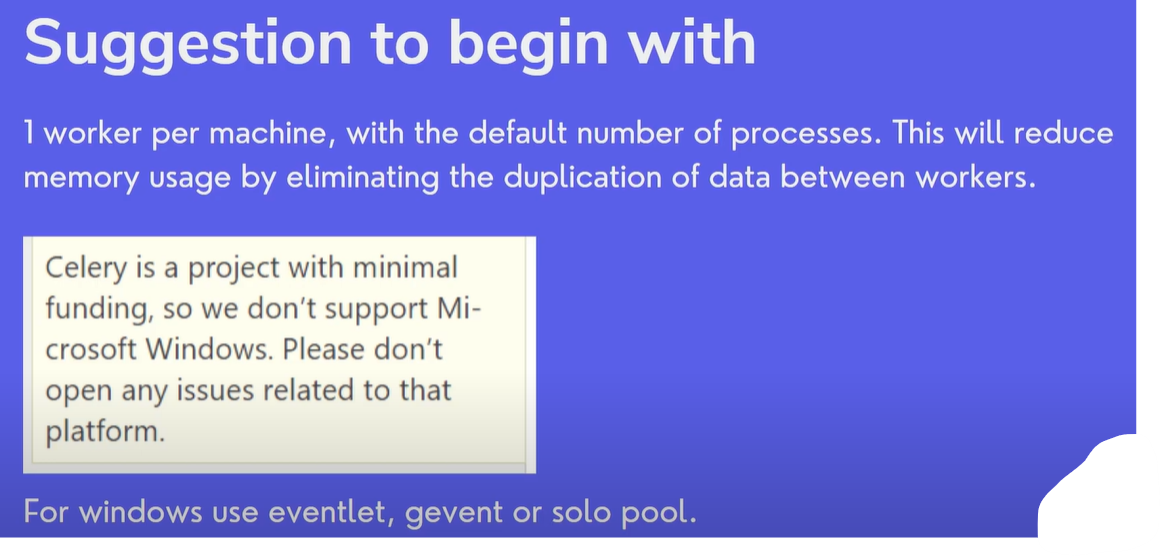 Suggestion to begin with
1 worker per machine, with the default number of processes. This will reduce
memory usage by eliminating the duplication of data between workers.
Celery is a project with minimal
funding, so we don't support Mi-
crosoft Windows. Please don't
open any issues related to that
platform.
For windows use eventlet, gevent or solo pool.